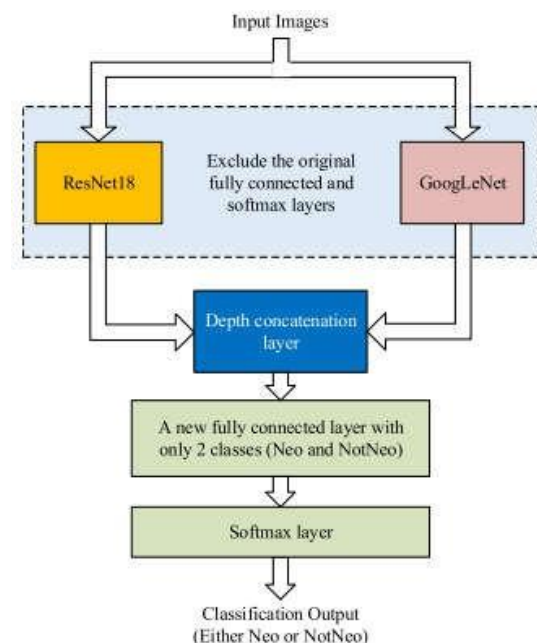 Input Images
ResNet18
Exclude the original
fully connected and
softmax layers
GoogLeNet
Depth concatenation
layer
A new fully connected layer with
only 2 classes (Neo and NotNeo)
Softmax layer
Classification Output
(Either Neo or NotNeo)